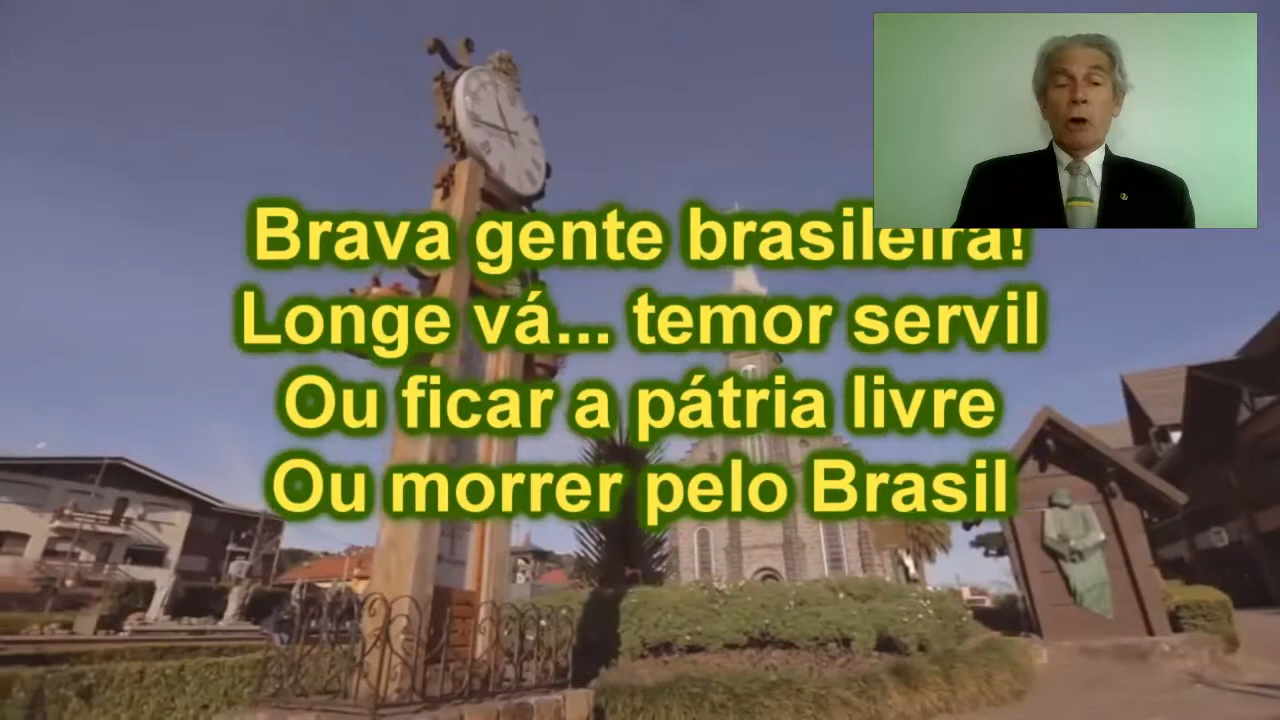 Brava gente brasileira!
Longe vá... temor servil
Ou ficar a pátria livre
Ou morrer pelo Brasil